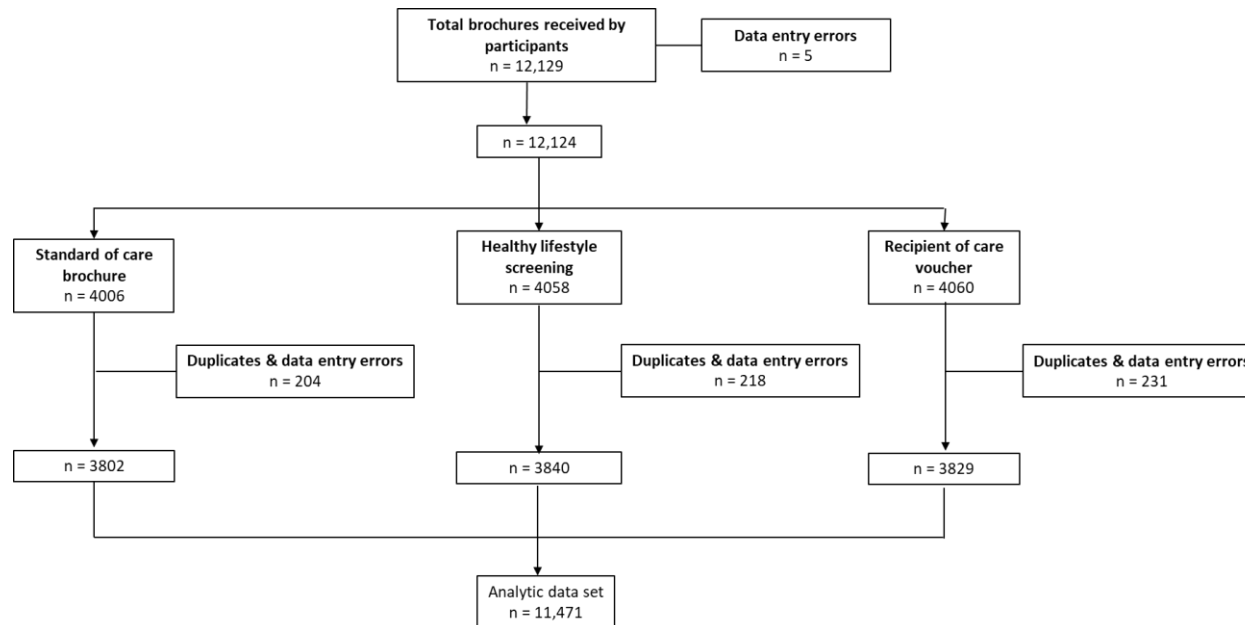 Total brochures received by
participants
n = 12,129
Data entry errors
n = 5
n = 12,124
Standard of care
brochure
n = 4006
Healthy lifestyle
screening
n = 4058
Recipient of care
voucher
n = 4060
Duplicates & data entry errors
n = 204
Duplicates & data entry errors
n = 218
Duplicates & data entry errors
n = 231
n = 3802
n = 3840
n = 3829
Analytic data set
n = 11,471